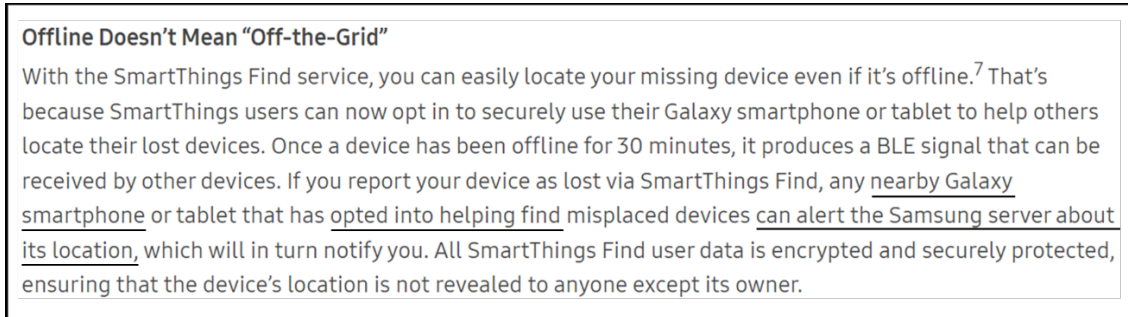 Offline Doesn't Mean “Off-the-Grid”
With the SmartThings Find service, you can easily locate your missing device even if it's offline.7 That's
because SmartThings users can now opt in to securely use their Galaxy smartphone or tablet to help others
locate their lost devices. Once a device has been offline for 30 minutes, it produces a BLE signal that can be
received by other devices. If you report your device as lost via SmartThings Find, any nearby Galaxy
smartphone or tablet that has opted into helping find misplaced devices can alert the Samsung server about
its location, which will in turn notify you. All SmartThings Find user data is encrypted and securely protected,
ensuring that the device's location is not revealed to anyone except its owner.